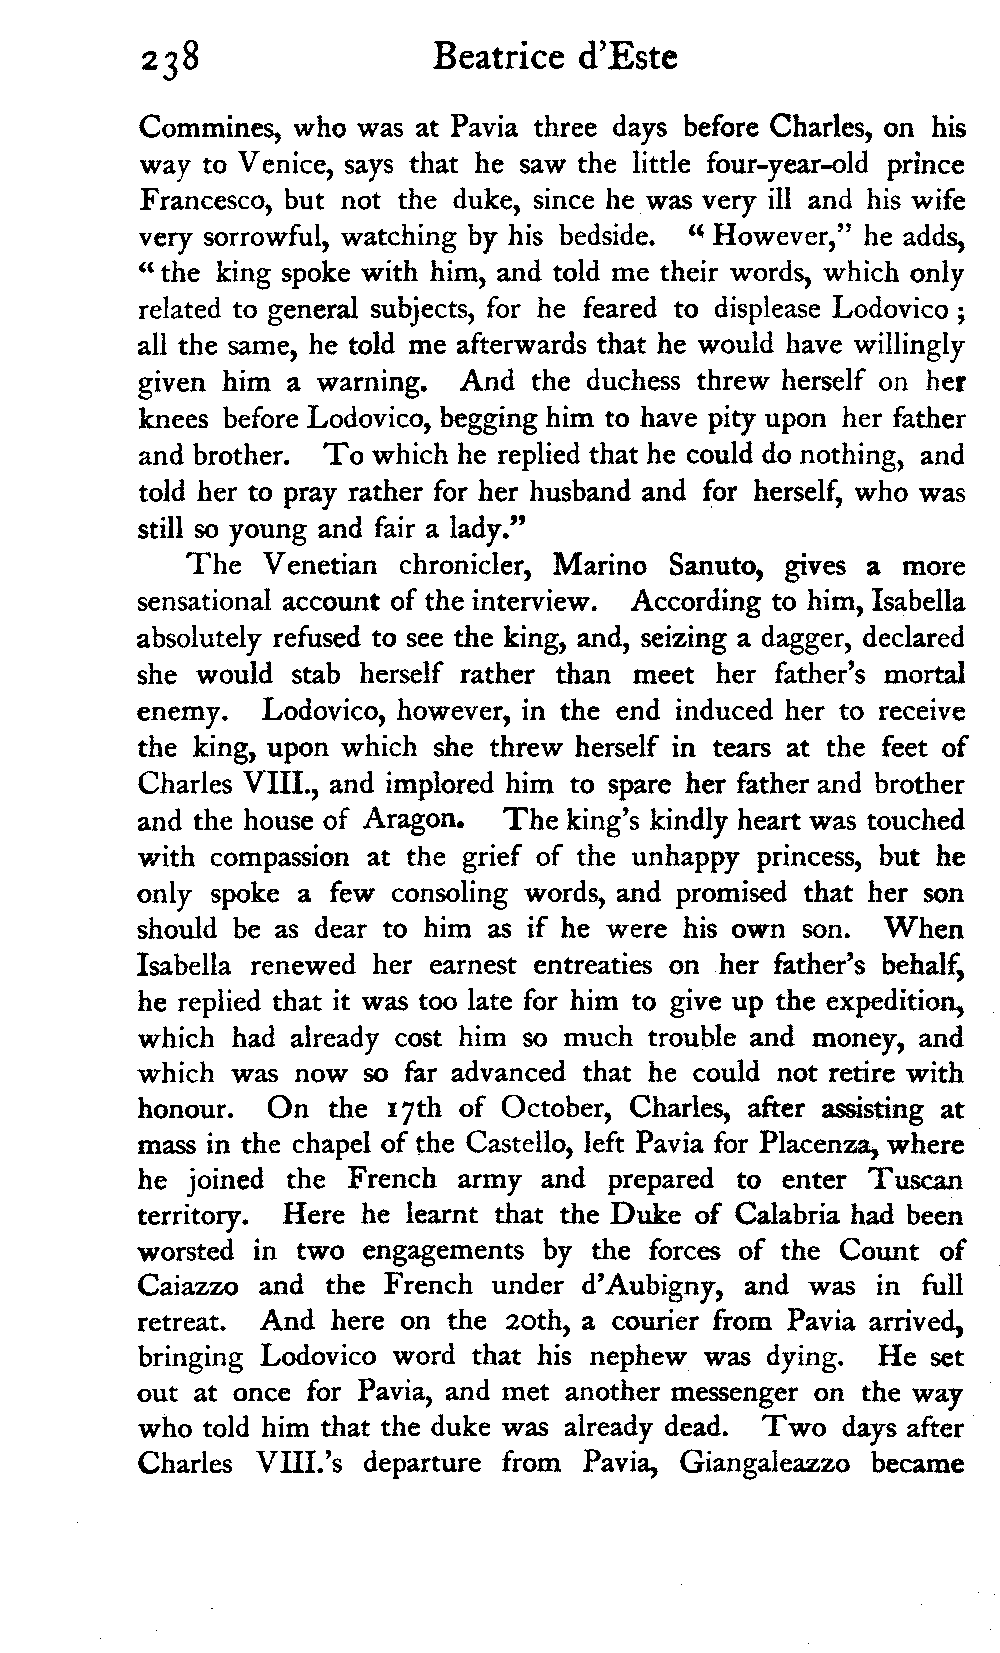 238 Beatrice d'Este
Commines, who was at Pavia three days before Charles, on his
way to Venice, says that he saw the little four-year-old prince
Francesco, but not the duke, since he was very ill and his wife
very sorrowful, watching by his bedside. " However," he adds,
" the king spoke with him, and told me their words, which only
related to general subjects, for he feared to displease Lodovico ;
all the same, he told me afterwards that he would have willingly
given him a warning. And the duchess threw herself on her
knees before Lodovico, begging him to have pity upon her father
and brother. To which he replied that he could do nothing, and
told her to pray rather for her husband and for herself, who was
still so young and fair a lady."
The Venetian chronicler, Marino Sanuto, gives a more
sensational account of the interview. According to him, Isabella
absolutely refused to see the king, and, seizing a dagger, declared
she would stab herself rather than meet her father's mortal
enemy. Lodovico, however, in the end induced her to receive
the king, upon which she threw herself in tears at the feet of
Charles VIII., and implored him to spare her father and brother
and the house of Aragon. The king's kindly heart was touched
with compassion at the grief of the unhappy princess, but he
only spoke a few consoling words, and promised that her son
should be as dear to him as if he were his own son. When
Isabella renewed her earnest entreaties on her father's behalf,
he replied that it was too late for him to give up the expedition,
which had already cost him so much trouble and money, and
which was now so far advanced that he could not retire with
honour. On the 17th of October, Charles, after assisting at
mass in the chapel of the Castello, left Pavia for Placenza, where
he joined the French army and prepared to enter Tuscan
territory. Here he learnt that the Duke of Calabria had been
worsted in two engagements by the forces of the Count of
Caiazzo and the French under d'Aubigny, and was in full
retreat. And here on the 20th, a courier from Pavia arrived,
bringing Lodovico word that his nephew was dying. He set
out at once for Pavia, and met another messenger on the way
who told him that the duke was already dead. Two days after
Charles VIII.'s departure from Pavia, Giangaleazzo became